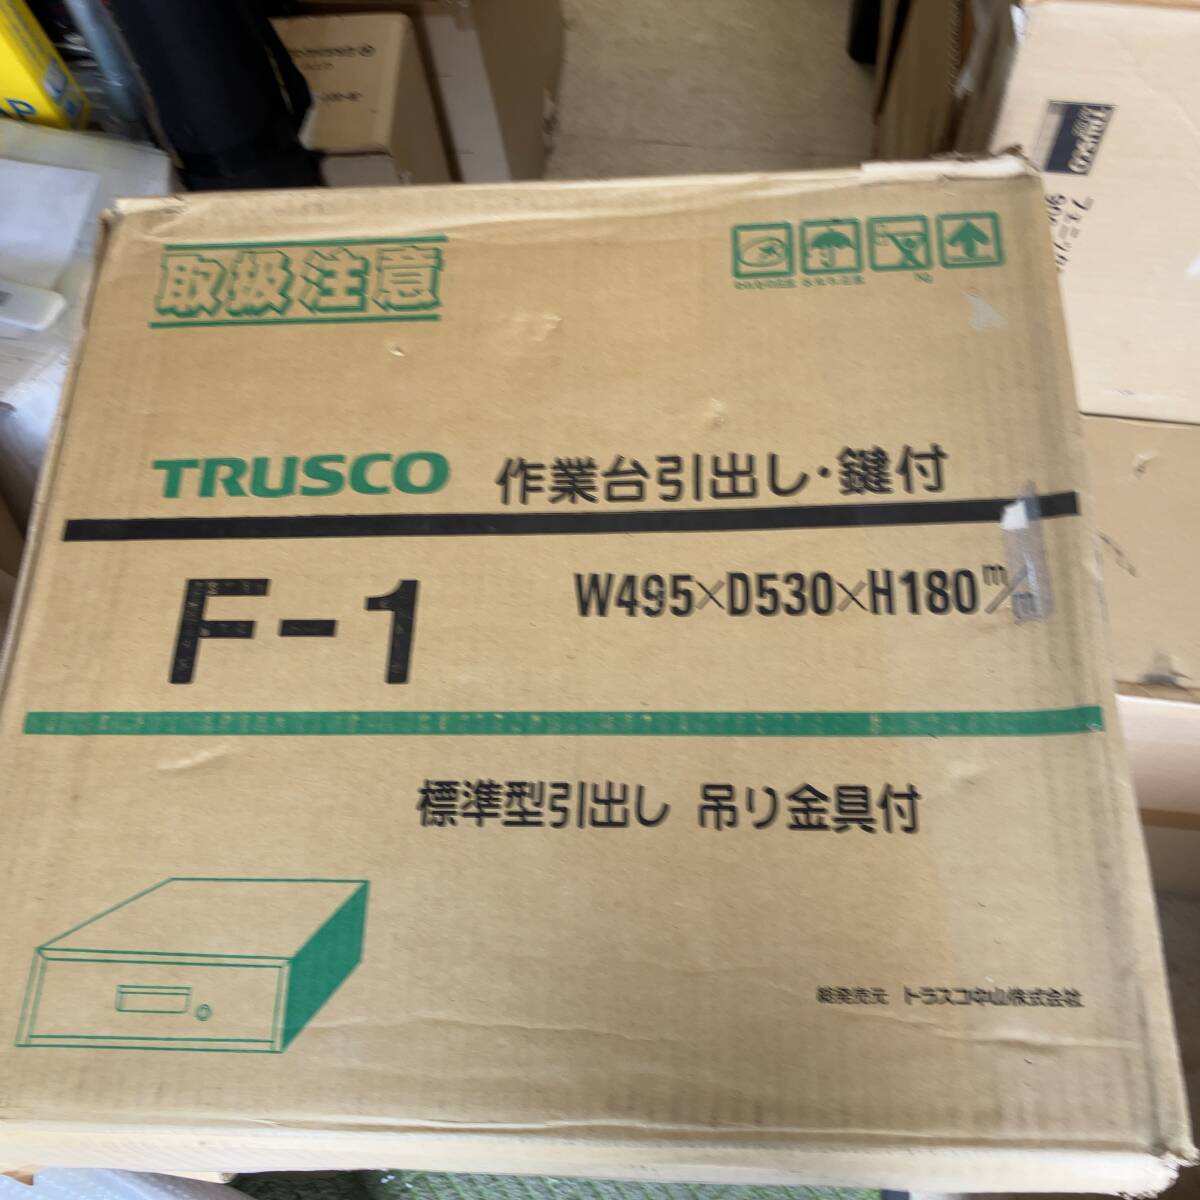 取扱注意
TRUSCO 作業台引出し・鍵付
F-1 W495×D530×H180 m/m
標準型引出し 吊り金具付
総発売元 トラスコ中山株式会社
TRUSCO
P